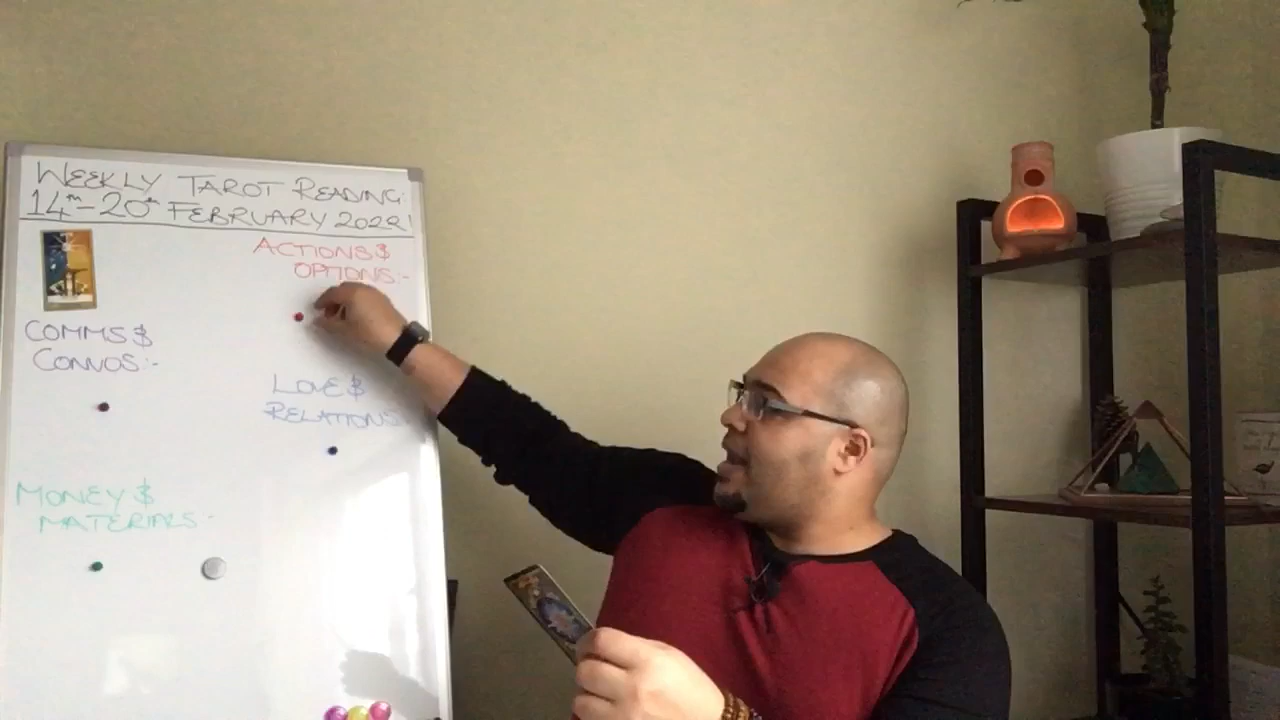 WEEKLY TAROT READING:
14TH-20TH FEBRUARY 2022!
ACTIONS &
OPTIONS:-
COMMS &
CONVOS:-
LOVE &
RELATIONS:
MONEY &
MATERIALS:-